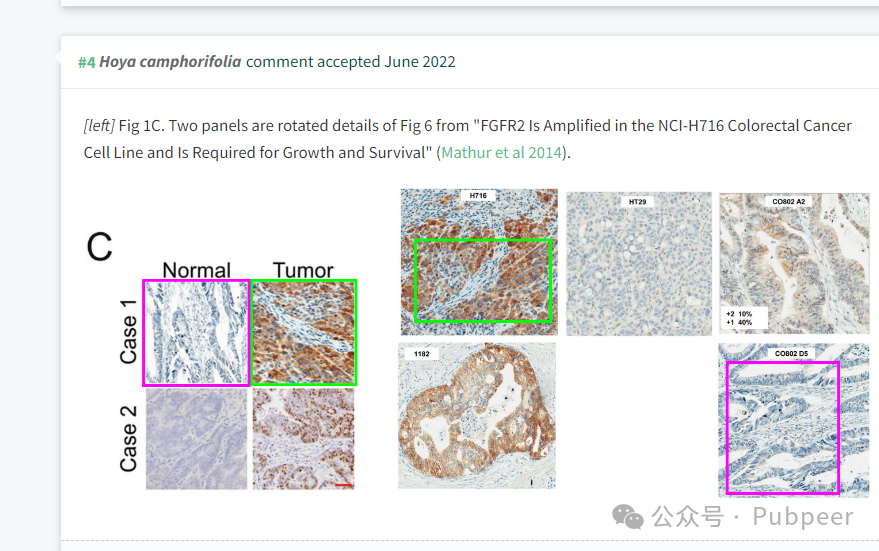 #4 Hoya camphorifolia comment accepted June 2022
[left] Fig 1C. Two panels are rotated details of Fig 6 from "FGFR2 Is Amplified in the NCI-H716 Colorectal Cancer
Cell Line and Is Required for Growth and Survival" (Mathur et al 2014).
C
Normal Tumor
Case 1
Case 2
H716
HT29
CO802 A2
+2 10%
+1 40%
1182
CO802 D5
公众号 · Pubpeer